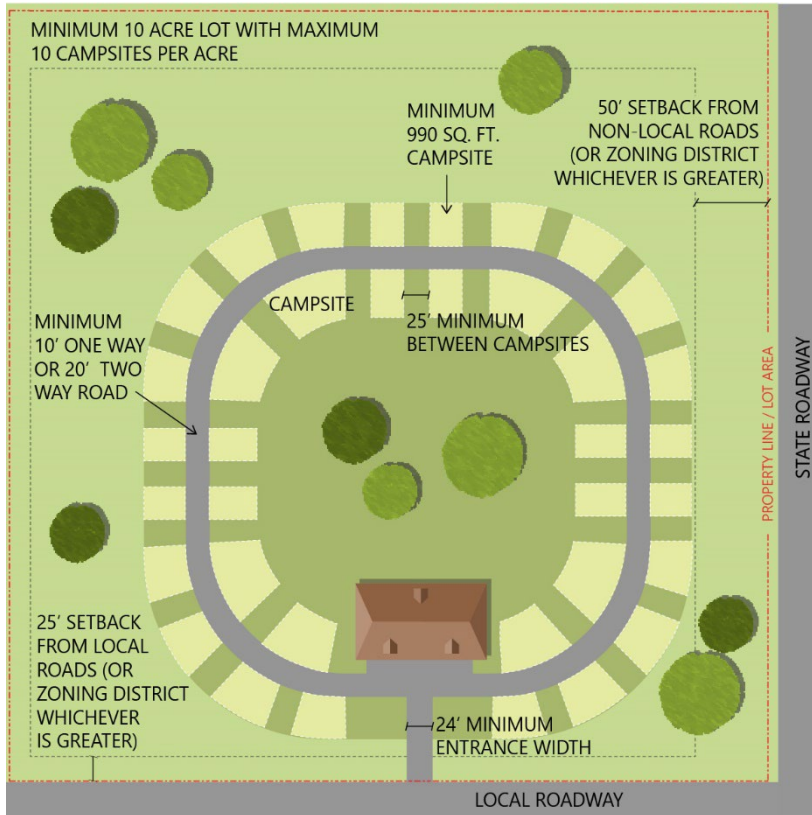 MINIMUM 10 ACRE LOT WITH MAXIMUM
10 CAMPSITES PER ACRE
MINIMUM
990 SQ. FT.
CAMPSITE
50' SETBACK FROM
NON-LOCAL ROADS
(OR ZONING DISTRICT
WHICHEVER IS GREATER)
CAMPSITE
25' MINIMUM
BETWEEN CAMPSITES
MINIMUM
10' ONE WAY
OR 20' TWO
WAY ROAD
PROPERTY LINE / LOT AREA
STATE ROADWAY
25' SETBACK
FROM LOCAL
ROADS (OR
ZONING DISTRICT
WHICHEVER
IS GREATER)
24' MINIMUM
ENTRANCE WIDTH
LOCAL ROADWAY